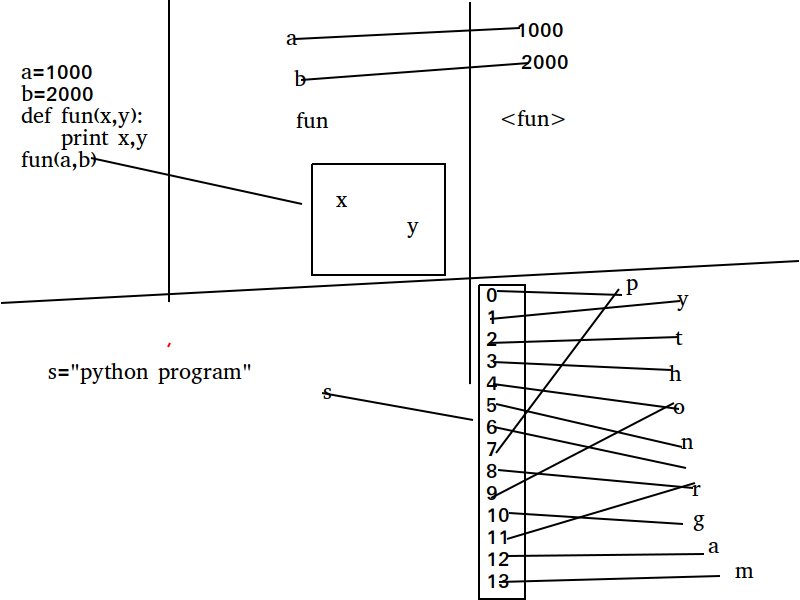 a=1000
b=2000
def fun(x,y):
print x,y
fun(a,b)
a
1000
b
2000
fun
<fun>
x
y
s="python program"
s
0
p
1
y
2
t
3
h
4
o
5
n
6
7
8
r
9
10
g
11
12
a
13
m